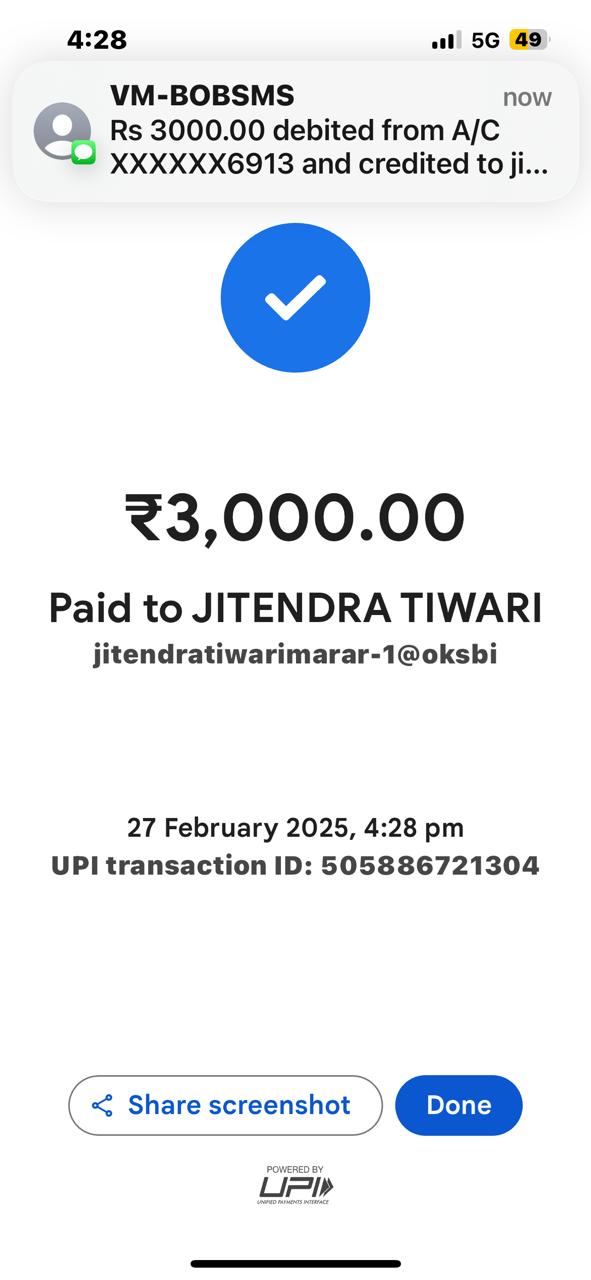 4:28
5G 49
VM-BOBSMS now
Rs 3000.00 debited from A/C
XXXXXX6913 and credited to ji...
₹3,000.00
Paid to JITENDRA TIWARI
jitendratiwarimarar-1@oksbi
27 February 2025, 4:28 pm
UPI transaction ID: 505886721304
Share screenshot Done
POWERED BY
UPI
UNIFIED PAYMENTS INTERFACE